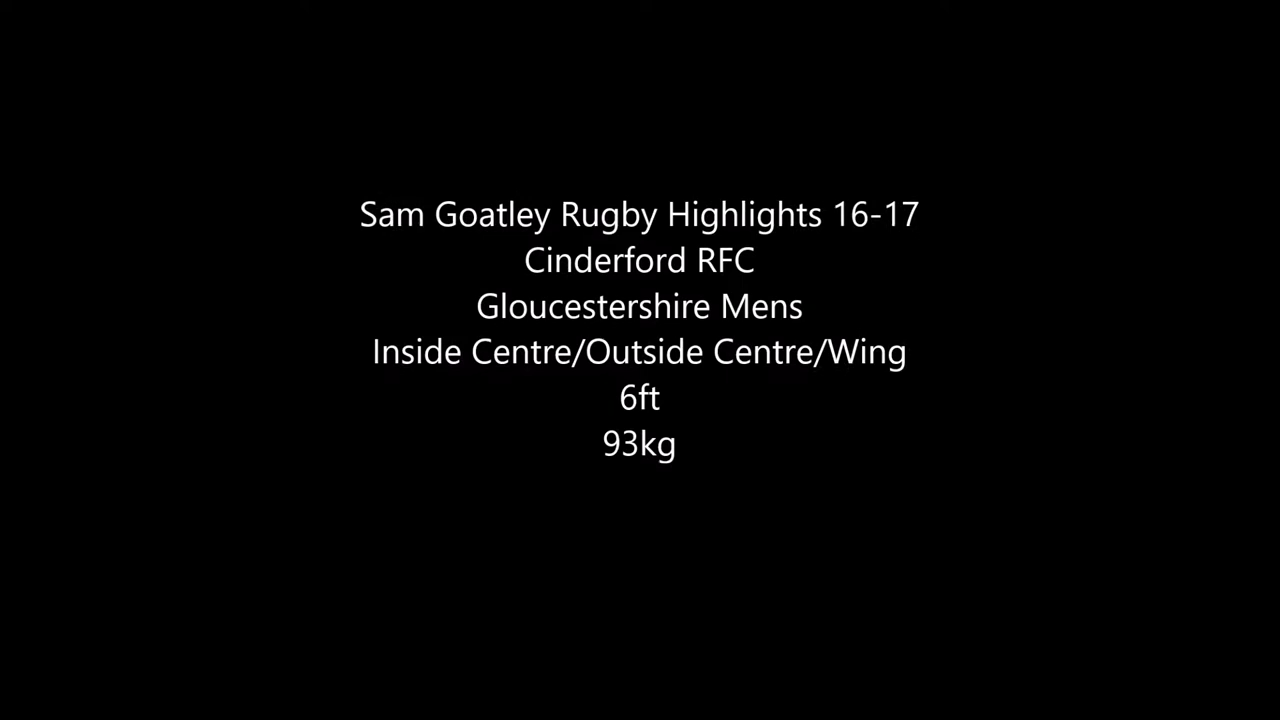 Sam Goatley Rugby Highlights 16-17
Cinderford RFC
Gloucestershire Mens
Inside Centre/Outside Centre/Wing
6ft
93kg